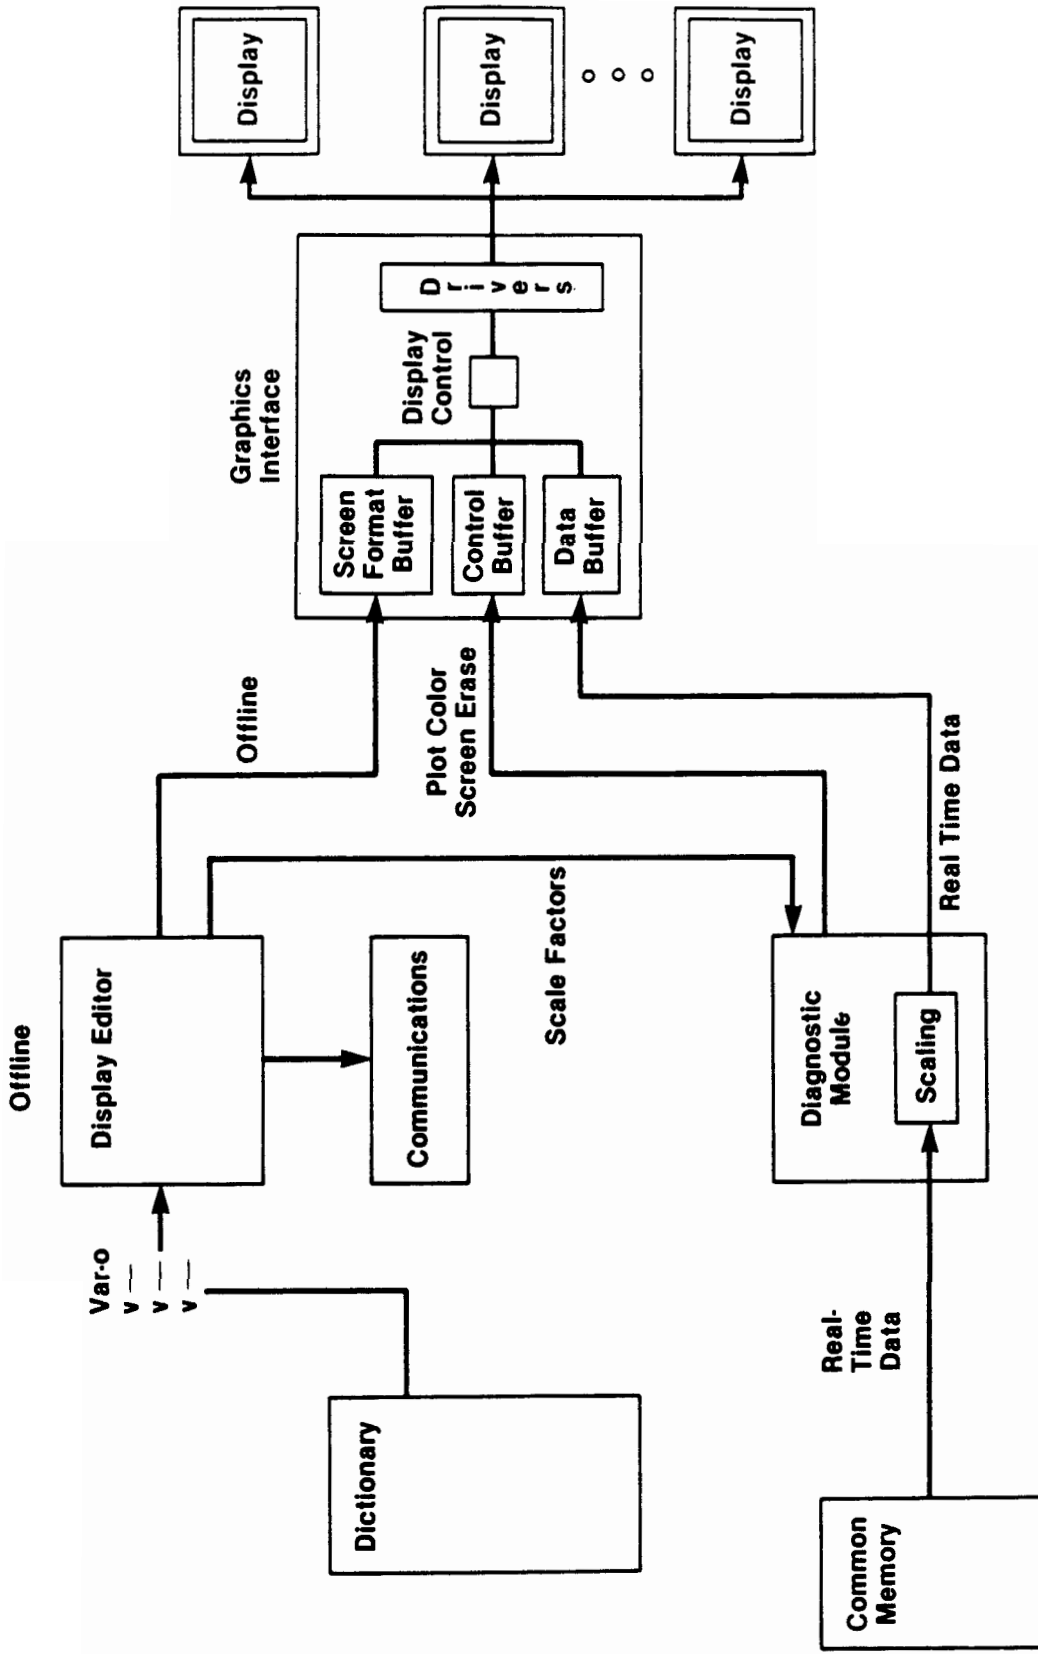 Offline
Display Editor
Var-o
v —
v —
v —
Communications
Dictionary
Offline
Graphics
Interface
Screen
Format
Buffer
Control
Buffer
Data
Buffer
Display
Control
Drivers
Display
Display
Display
Plot Color
Screen Erase
Scale Factors
Diagnostic
Module
Scaling
Real Time Data
Real-
Time
Data
Common
Memory